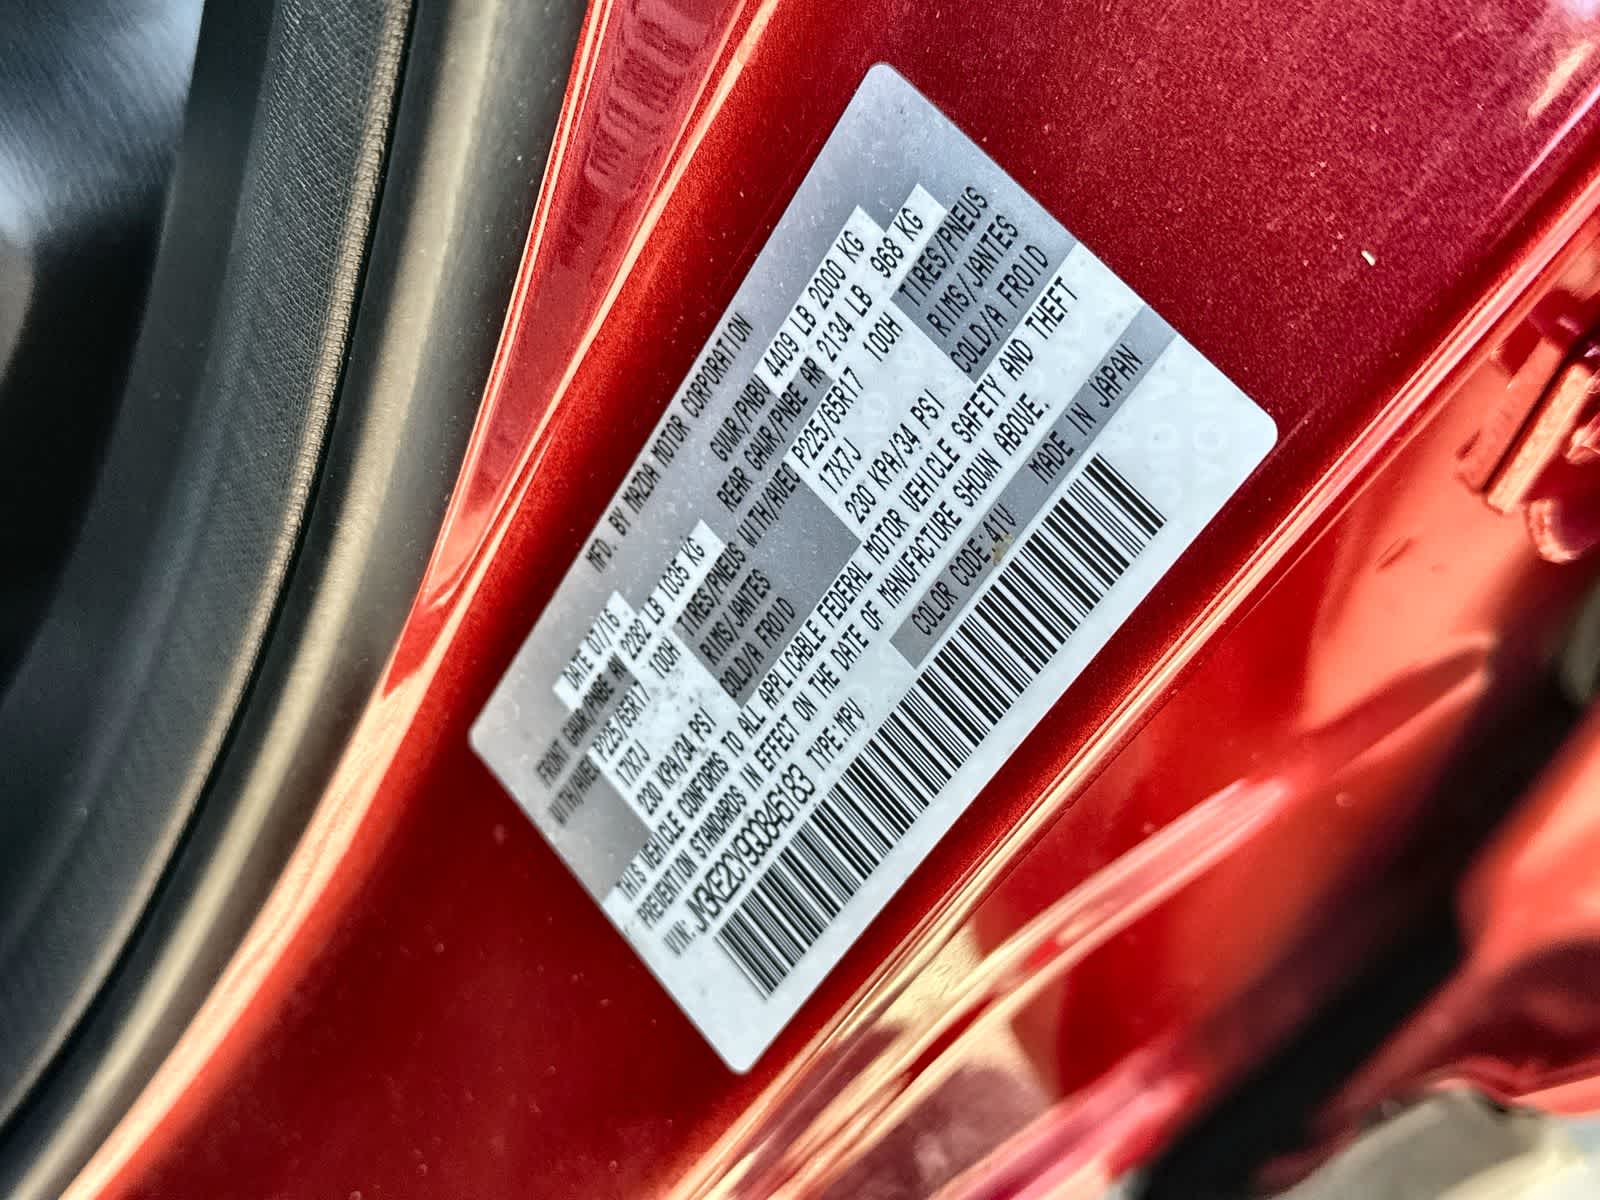 MFD. BY MAZDA MOTOR CORPORATION
DATE 07/16 GVWR/PNBV 4409 LB 2000 KG
FRONT GAWR/PNBE AV 2282 LB 1035 KG REAR GAWR/PNBE AR 2134 LB 968 KG
WITH/AVEC P225/65R17 100H TIRES/PNEUS WITH/AVEC P225/65R17 100H TIRES/PNEUS
17X7J RIMS/JANTES 17X7J RIMS/JANTES
230 KPA/34 PSI COLD/A FROID 230 KPA/34 PSI COLD/A FROID
THIS VEHICLE CONFORMS TO ALL APPLICABLE FEDERAL MOTOR VEHICLE SAFETY AND THEFT
PREVENTION STANDARDS IN EFFECT ON THE DATE OF MANUFACTURE SHOWN ABOVE.
VIN: JM3KE2CY9G0846183 TYPE:MPV COLOR CODE:41V MADE IN JAPAN